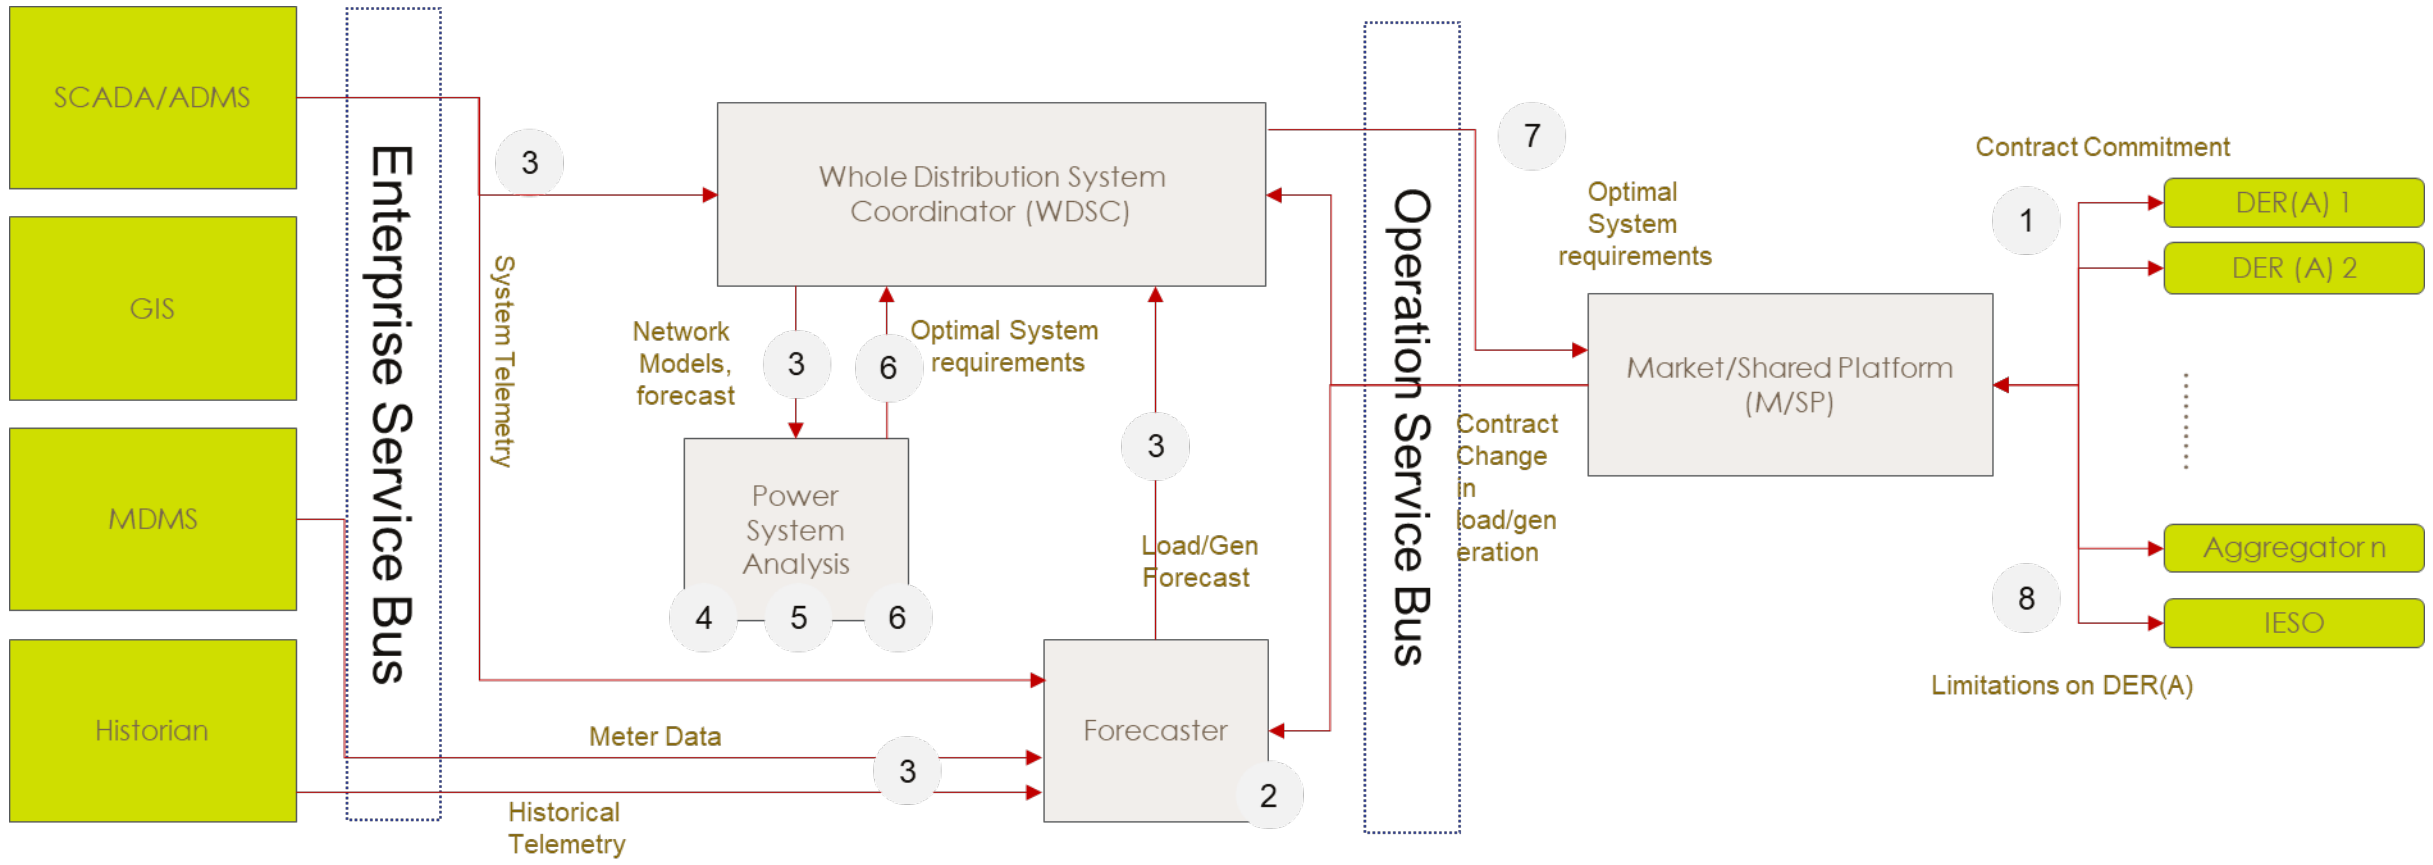 SCADA/ADMS
GIS
MDMS
Historian
Enterprise Service Bus
3
System Telemetry
Whole Distribution System
Coordinator (WDSC)
Network
Models,
forecast
3
6
Optimal System
requirements
Power
System
Analysis
4
5
6
3
Load/Gen
Forecast
Forecaster
2
Meter Data
3
Historical
Telemetry
Operation Service Bus
7
Optimal
System
requirements
Contract
Change
in
load/gen
eration
Market/Shared Platform
(M/SP)
Contract Commitment
1
DER(A) 1
DER (A) 2
Aggregator n
8
IESO
Limitations on DER(A)